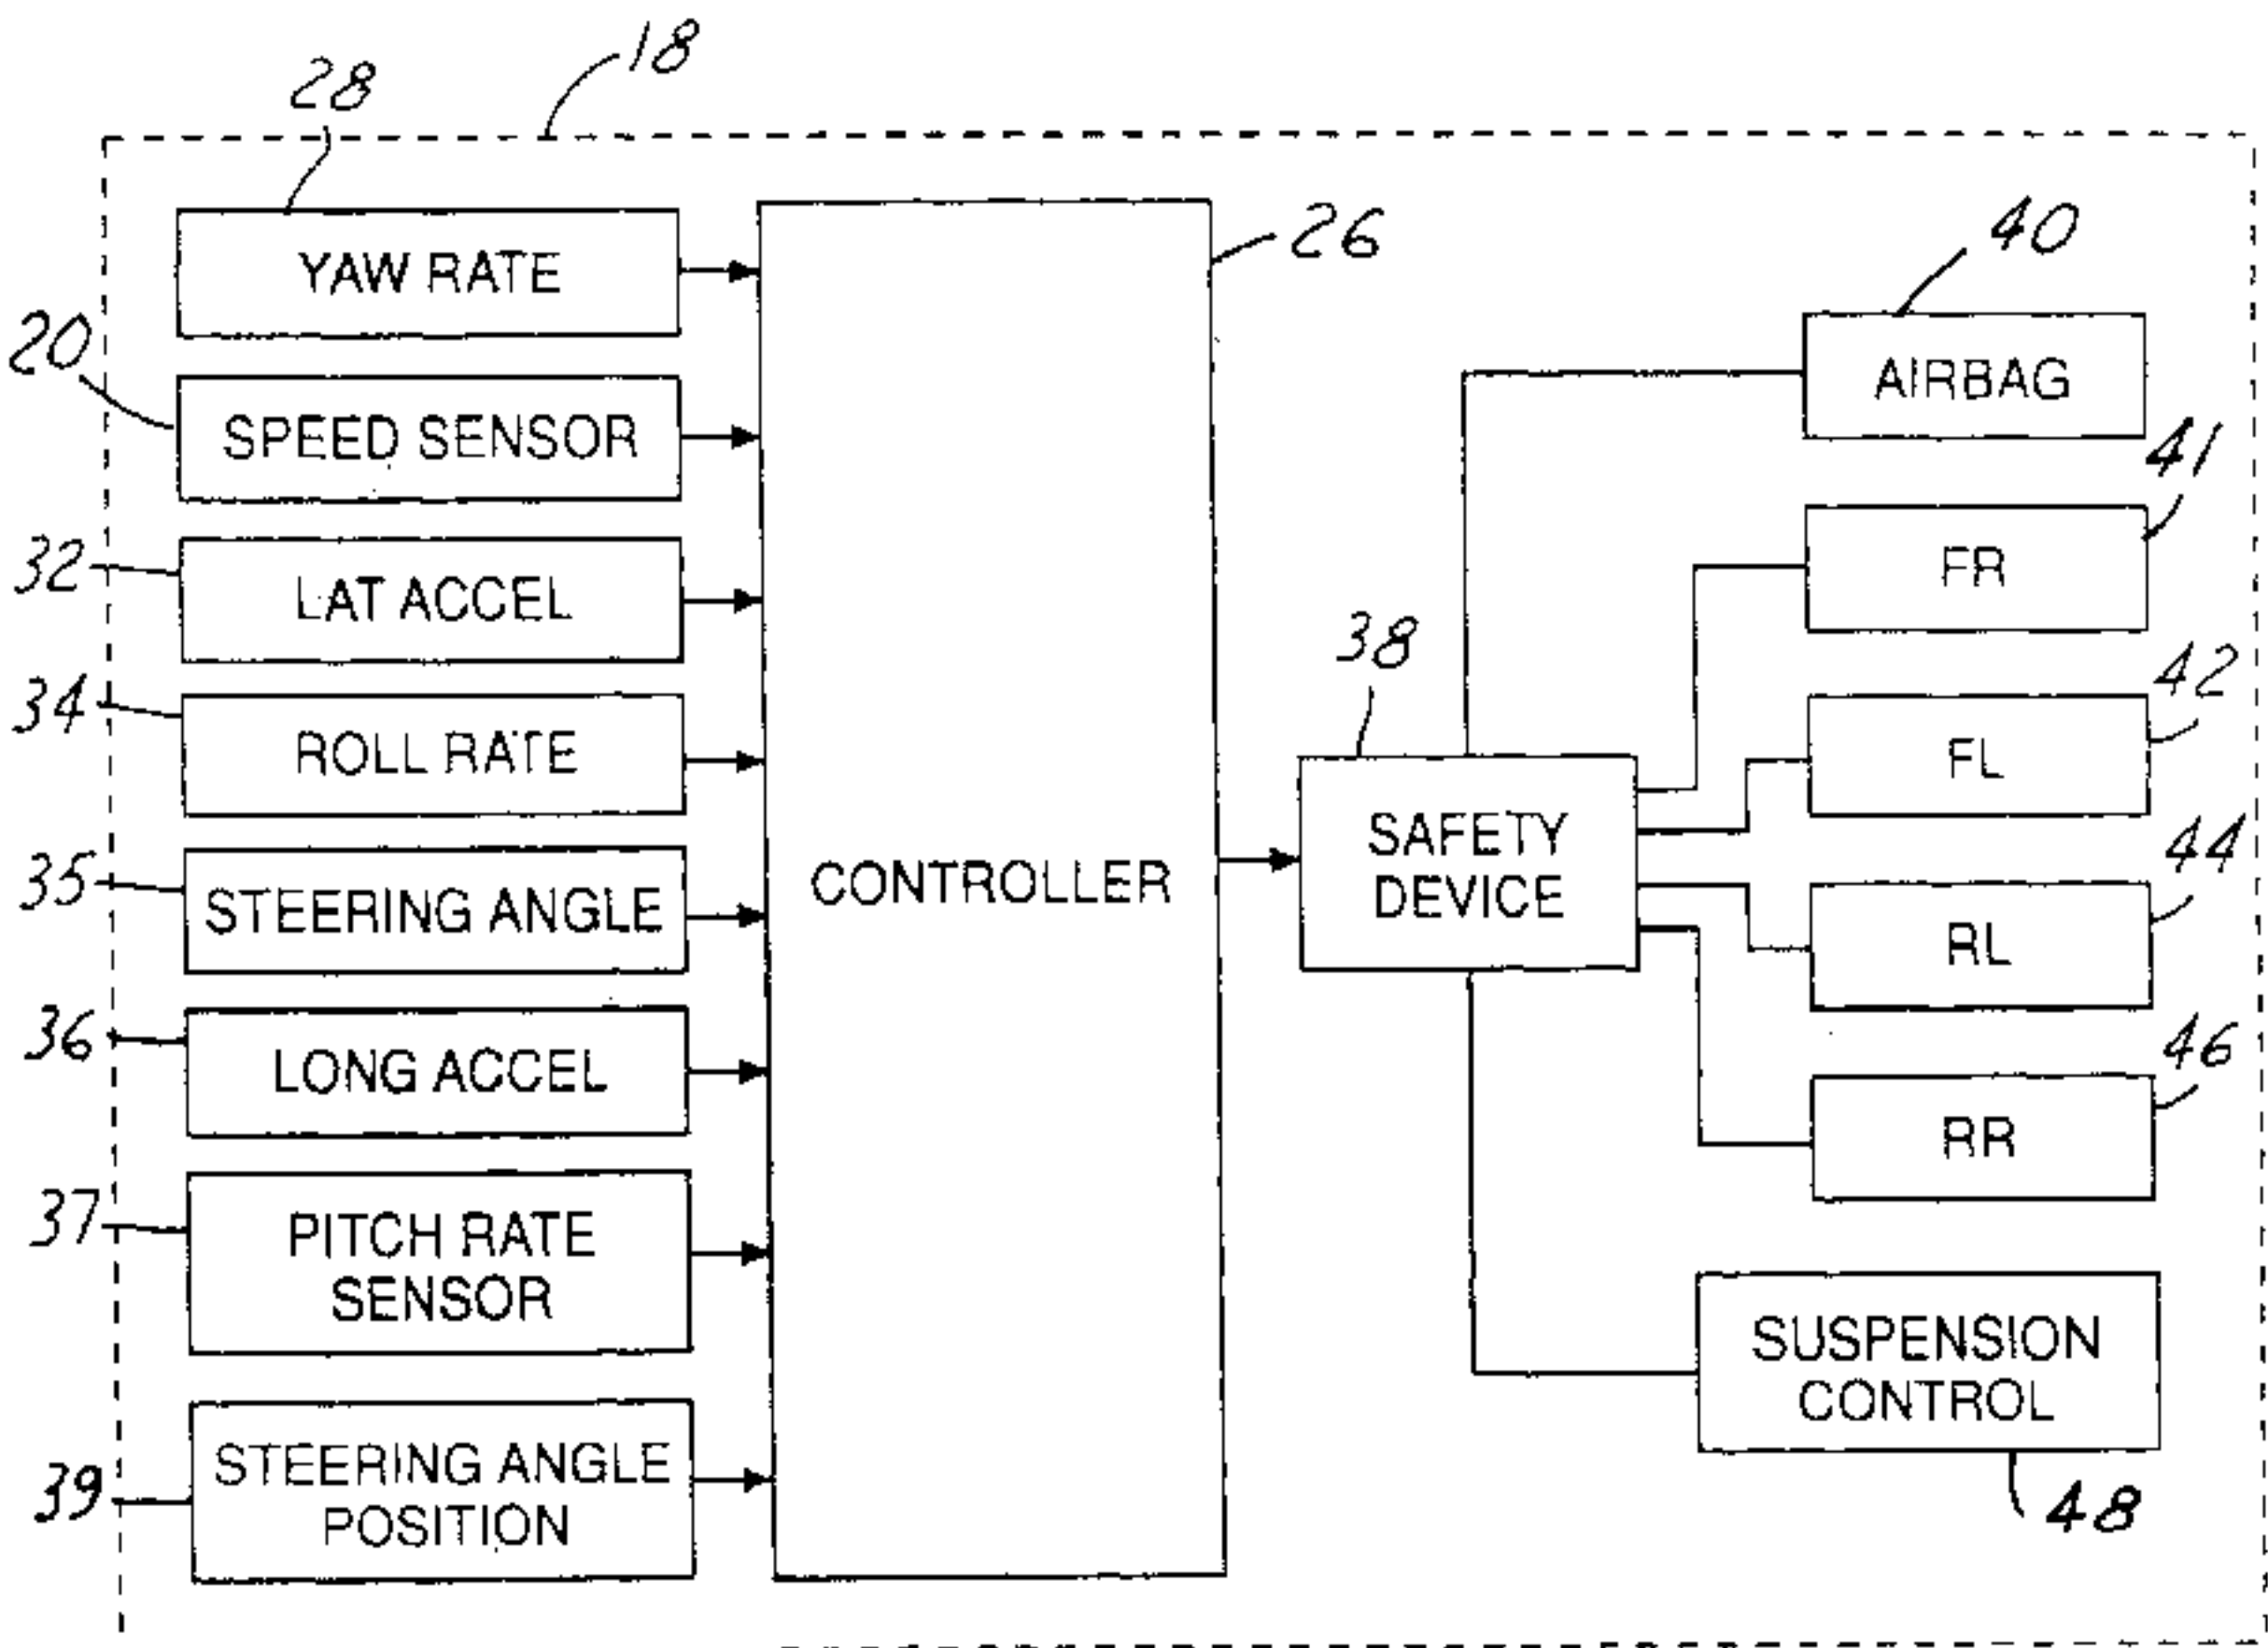 18
28
YAW RATE
26
40
20
AIRBAG
SPEED SENSOR
41
32
LAT ACCEL
FR
38
42
34
ROLL RATE
FL
35
STEERING ANGLE
CONTROLLER
SAFETY
DEVICE
44
RL
36
LONG ACCEL
46
RR
37
PITCH RATE
SENSOR
SUSPENSION
CONTROL
39
STEERING ANGLE
POSITION
48